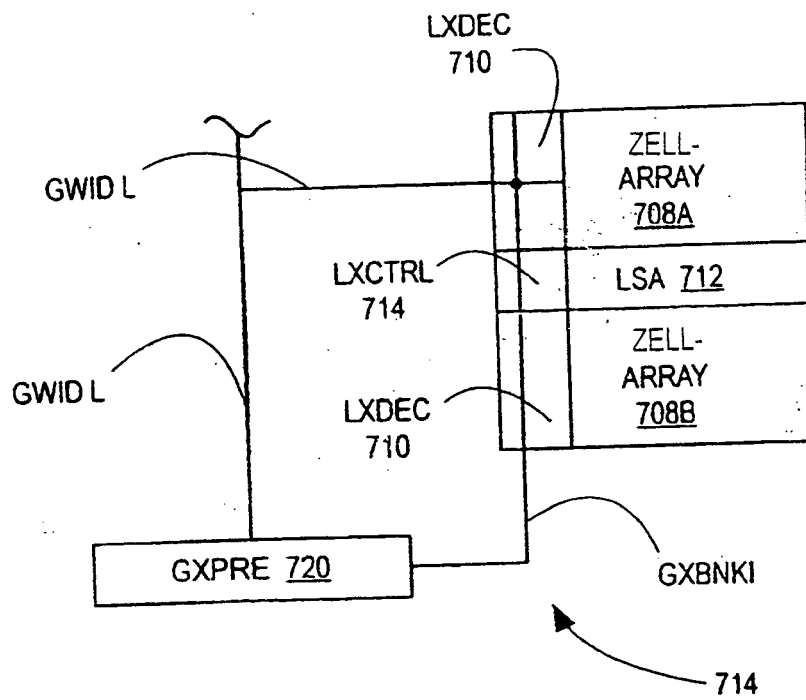 LXDEC
710
ZELL-
ARRAY
708A
GWID L
LXCTRL
714
LSA 712
ZELL-
ARRAY
708B
GWID L
LXDEC
710
GXPRE 720
GXBNKI
714